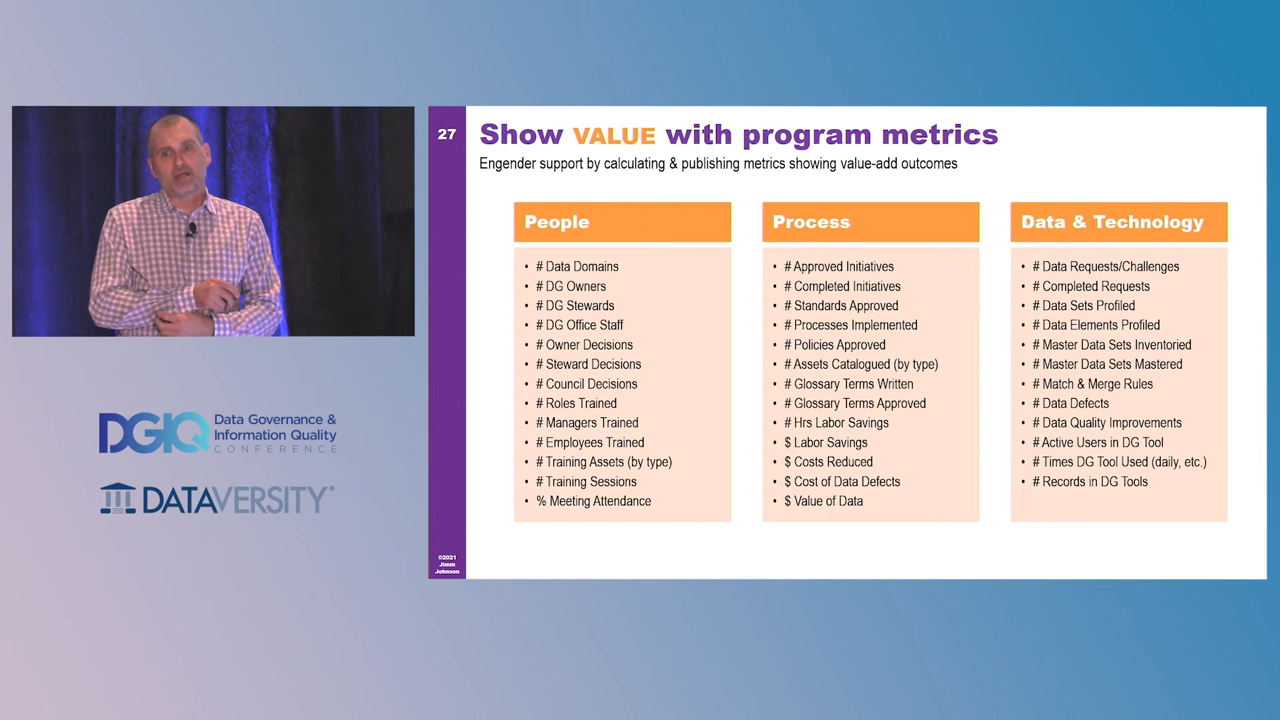 27
Show VALUE with program metrics
Engender support by calculating & publishing metrics showing value-add outcomes
People
• # Data Domains
• # DG Owners
• # DG Stewards
• # DG Office Staff
• # Owner Decisions
• # Steward Decisions
• # Council Decisions
• # Roles Trained
• # Managers Trained
• # Employees Trained
• # Training Assets (by type)
• # Training Sessions
• % Meeting Attendance
Process
• # Approved Initiatives
• # Completed Initiatives
• # Standards Approved
• # Processes Implemented
• # Policies Approved
• # Assets Catalogued (by type)
• # Glossary Terms Written
• # Glossary Terms Approved
• # Hrs Labor Savings
• $ Labor Savings
• $ Costs Reduced
• $ Cost of Data Defects
• $ Value of Data
Data & Technology
• # Data Requests/Challenges
• # Completed Requests
• # Data Sets Profiled
• # Data Elements Profiled
• # Master Data Sets Inventoried
• # Master Data Sets Mastered
• # Match & Merge Rules
• # Data Defects
• # Data Quality Improvements
• # Active Users in DG Tool
• # Times DG Tool Used (daily, etc.)
• # Records in DG Tools
©2021
Jimm
Johnson
DGIQ
Data Governance &
Information Quality
CONFERENCE
DATAVERSITY